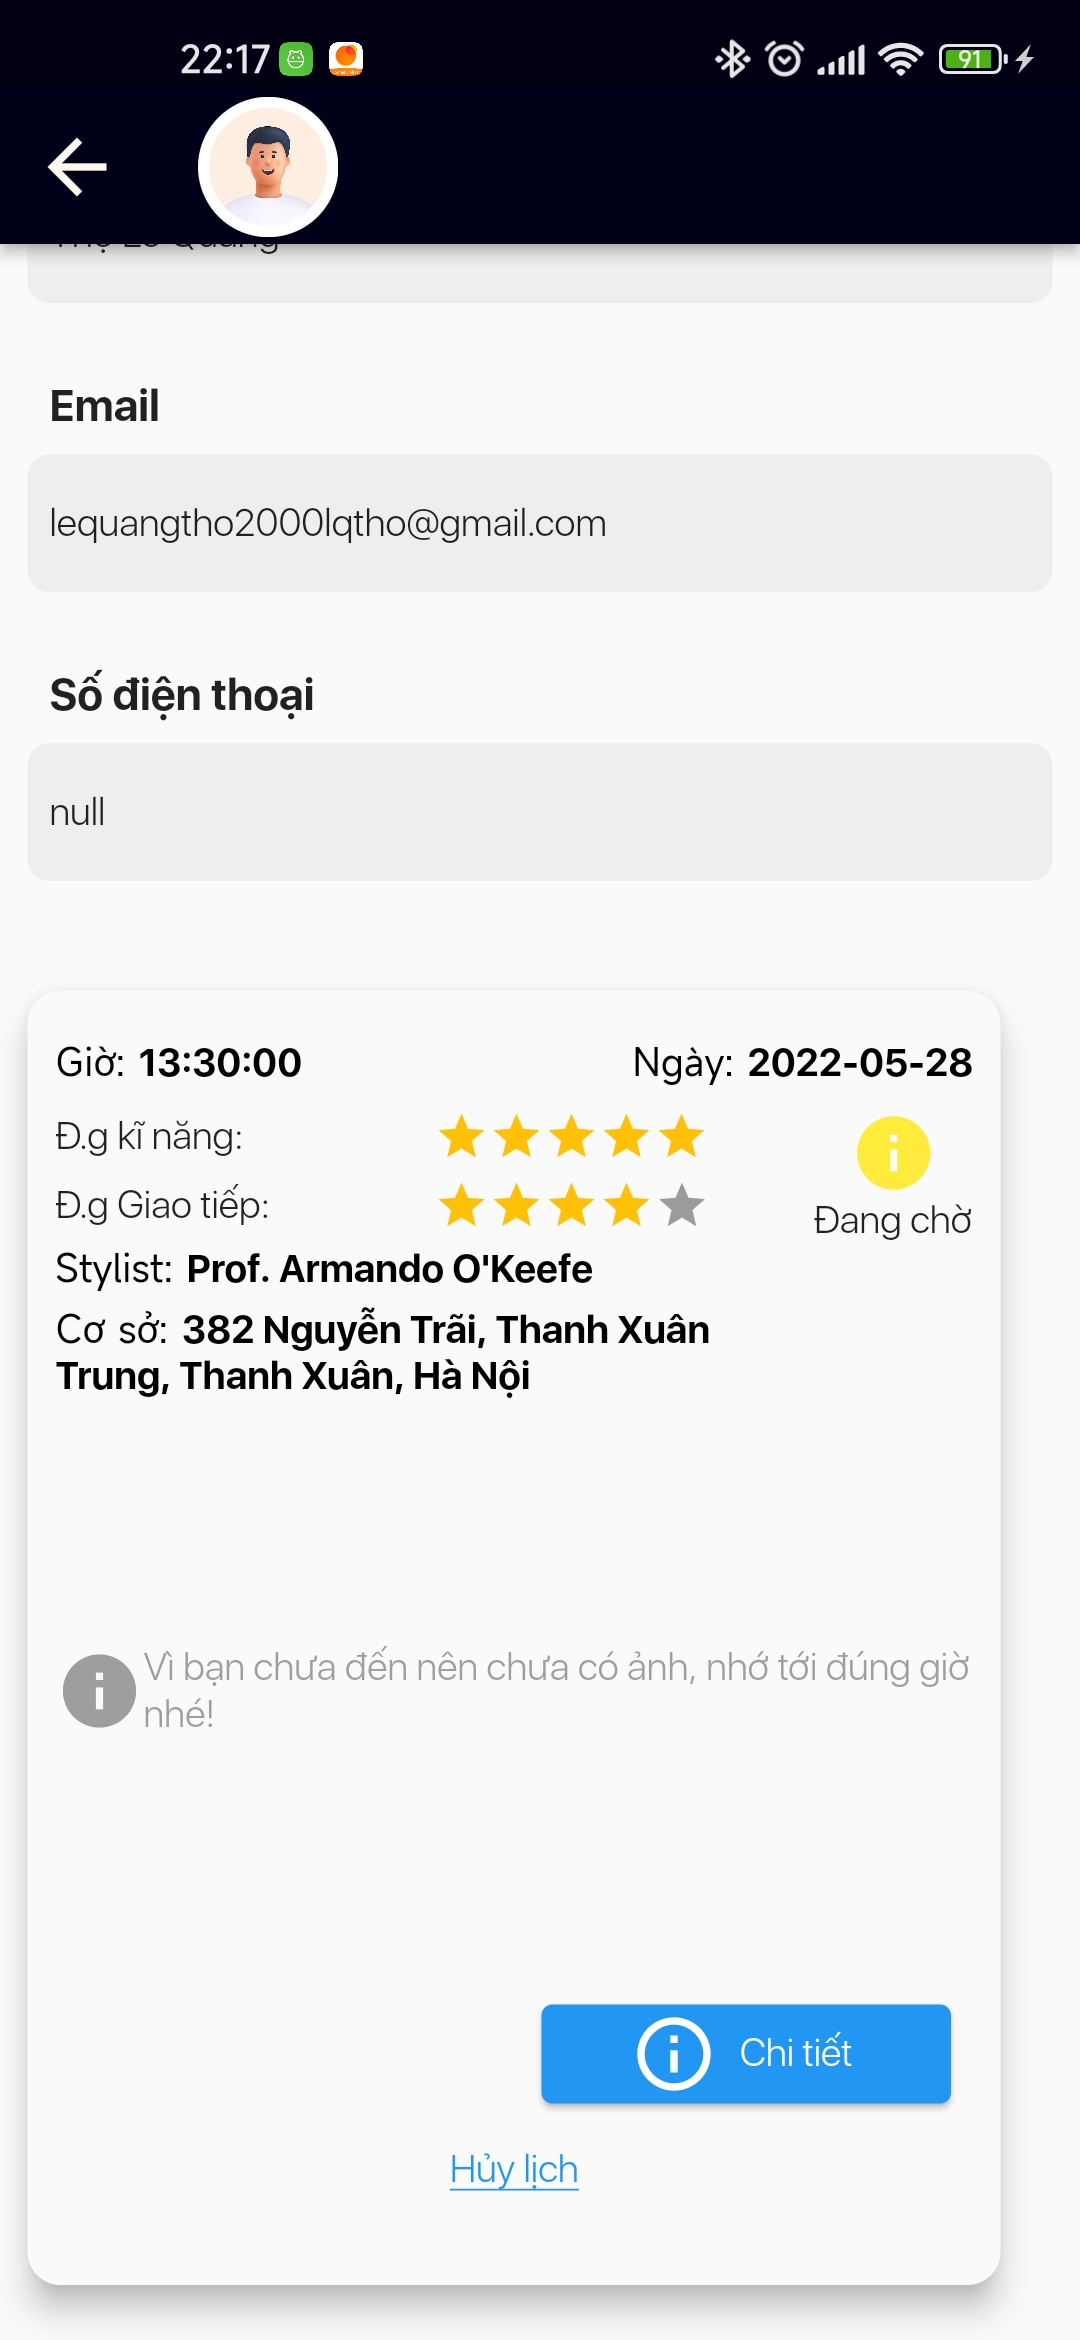 22:17
91
Email
lequangtho2000lqtho@gmail.com
Số điện thoại
null
Giờ: 13:30:00 Ngày: 2022-05-28
Đ.g kĩ năng:
Đ.g Giao tiếp:
Đang chờ
Stylist: Prof. Armando O'Keefe
Cơ sở: 382 Nguyễn Trãi, Thanh Xuân
Trung, Thanh Xuân, Hà Nội
Vì bạn chưa đến nên chưa có ảnh, nhớ tới đúng giờ
nhé!
Chi tiết
Hủy lịch